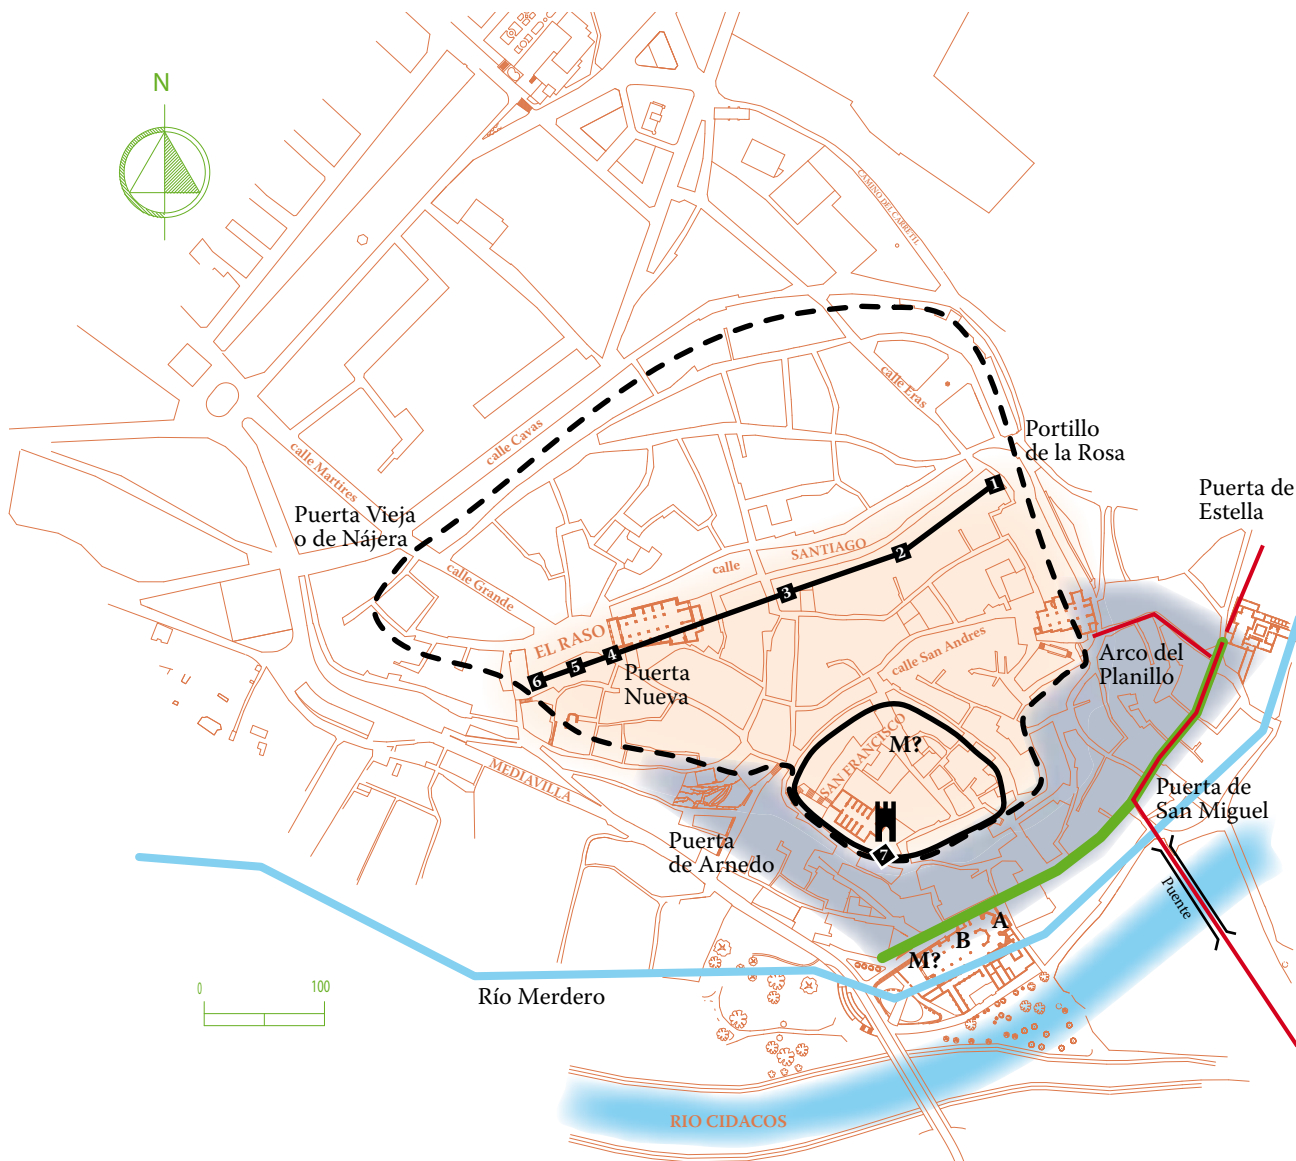 N
CAMINO DEL CARRETIL
calle Eras
Portillo
de la Rosa
calle Cavas
calle Martires
Puerta de
Estella
1
Puerta Vieja
o de Nájera
2
SANTIAGO
calle
calle Grande
3
EL RASO
4
5
6
Puerta
Nueva
calle San Andres
Arco del
Planillo
M?
SAN FRANCISCO
MEDIAVILLA
Puerta de
San Miguel
Puerta
de Arnedo
7
Puente
A
B
M?
0
100
Río Merdero
RIO CIDACOS